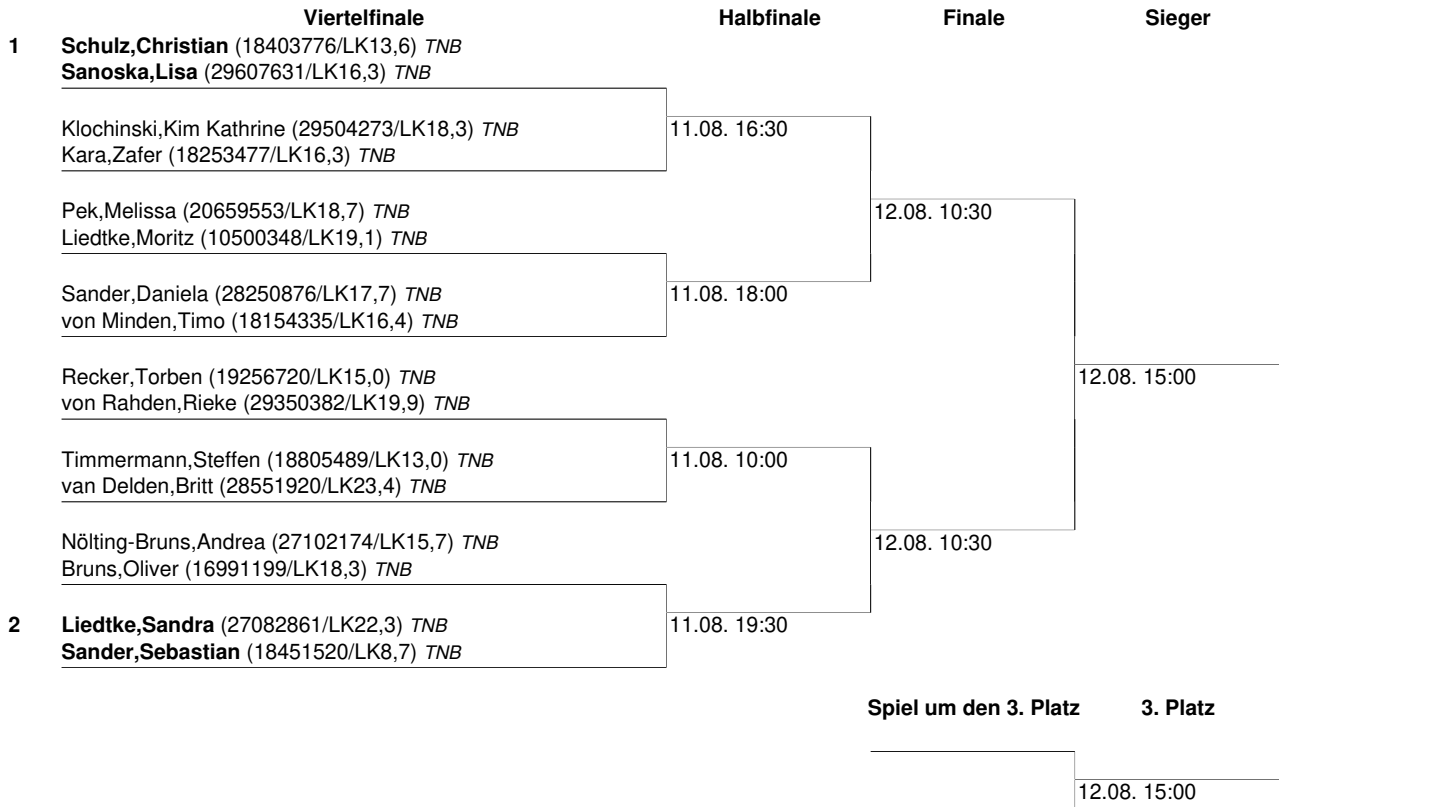 Viertelfinale Halbfinale Finale Sieger
1 Schulz,Christian (18403776/LK13,6) TNB
Sanoska,Lisa (29607631/LK16,3) TNB
Klochinski,Kim Kathrine (29504273/LK18,3) TNB 11.08. 16:30
Kara,Zafer (18253477/LK16,3) TNB
Pek,Melissa (20659553/LK18,7) TNB 12.08. 10:30
Liedtke,Moritz (10500348/LK19,1) TNB
Sander,Daniela (28250876/LK17,7) TNB 11.08. 18:00
von Minden,Timo (18154335/LK16,4) TNB
Recker,Torben (19256720/LK15,0) TNB 12.08. 15:00
von Rahden,Rieke (29350382/LK19,9) TNB
Timmermann,Steffen (18805489/LK13,0) TNB 11.08. 10:00
van Delden,Britt (28551920/LK23,4) TNB
Nölting-Bruns,Andrea (27102174/LK15,7) TNB 12.08. 10:30
Bruns,Oliver (16991199/LK18,3) TNB
2 Liedtke,Sandra (27082861/LK22,3) TNB 11.08. 19:30
Sander,Sebastian (18451520/LK8,7) TNB
Spiel um den 3. Platz 3. Platz
12.08. 15:00